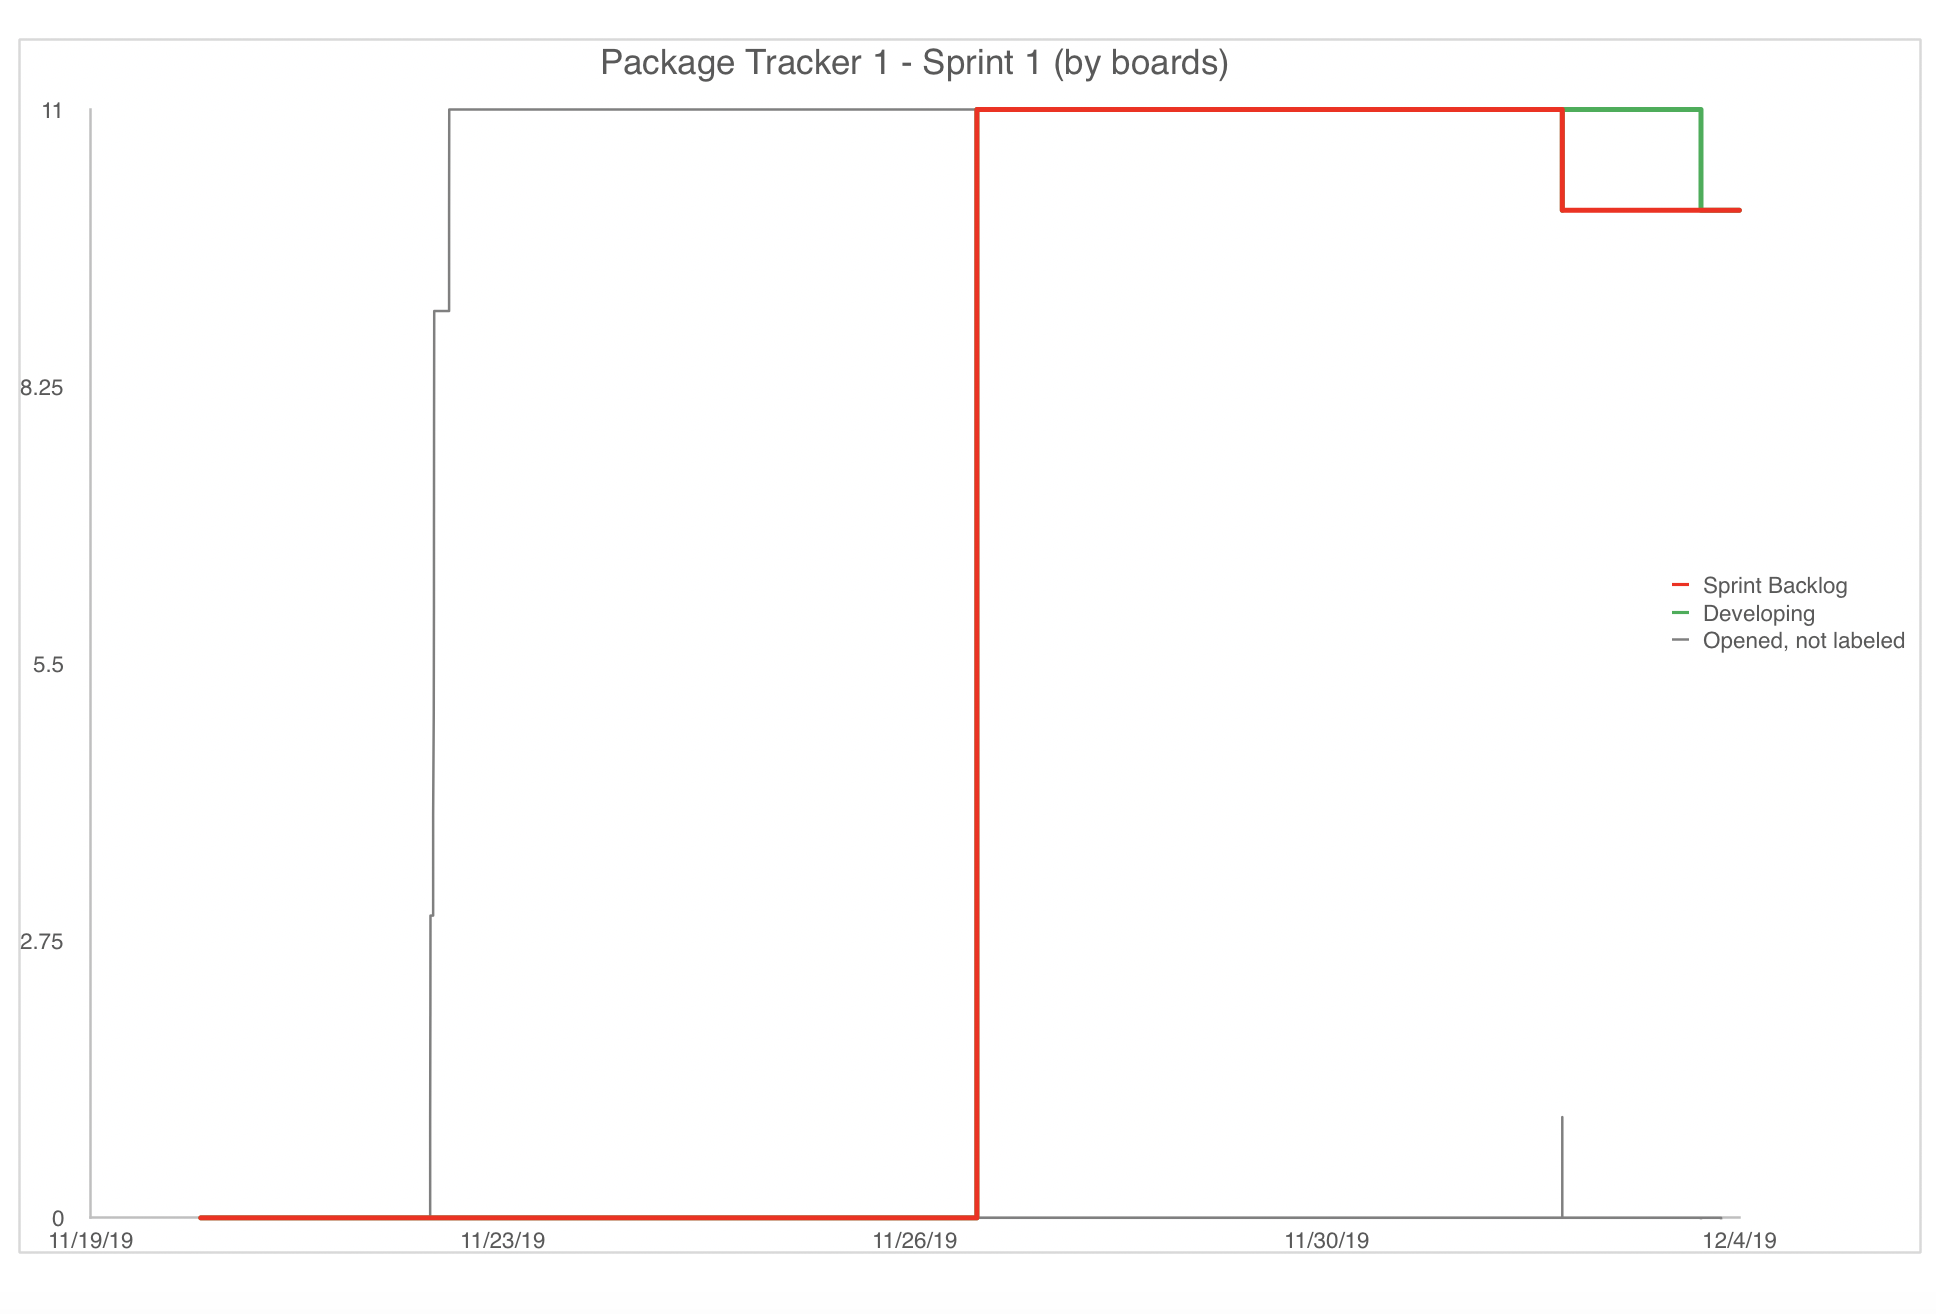 Package Tracker 1 - Sprint 1 (by boards)
11
8.25
5.5
2.75
0
11/19/19
11/23/19
11/26/19
11/30/19
12/4/19
Sprint Backlog
Developing
Opened, not labeled